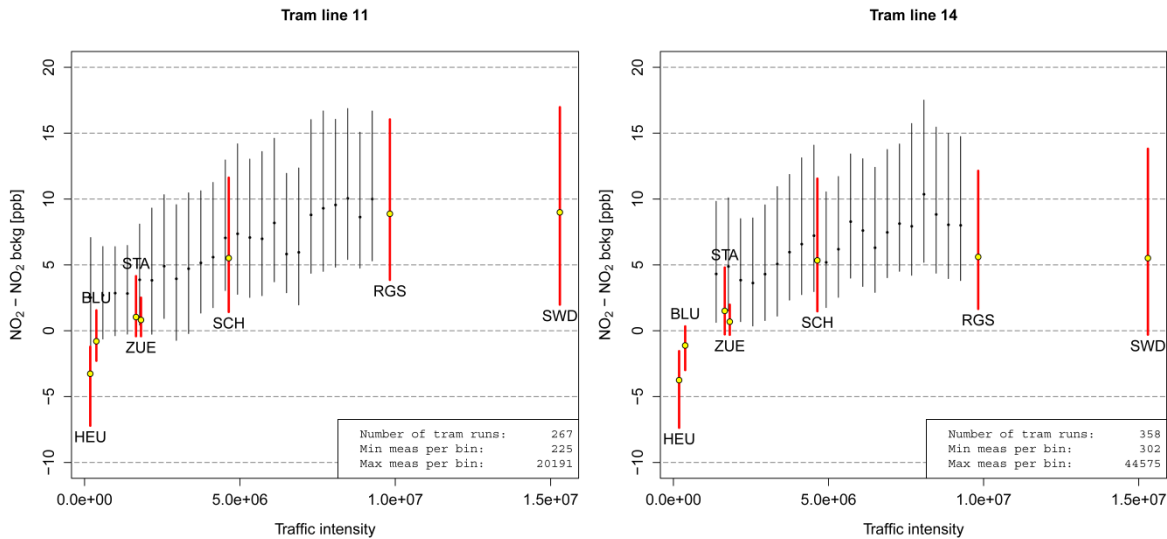 Tram line 11
NO2 − NO2 bckg [ppb]
20
15
10
5
0
−5
−10
STA
BLU
ZUE
HEU
SCH
RGS
SWD
Number of tram runs: 267
Min meas per bin: 225
Max meas per bin: 20191
0.0e+00
5.0e+06
1.0e+07
1.5e+07
Traffic intensity
Tram line 14
NO2 − NO2 bckg [ppb]
20
15
10
5
0
−5
−10
STA
BLU
ZUE
HEU
SCH
RGS
SWD
Number of tram runs: 358
Min meas per bin: 302
Max meas per bin: 44575
0.0e+00
5.0e+06
1.0e+07
1.5e+07
Traffic intensity